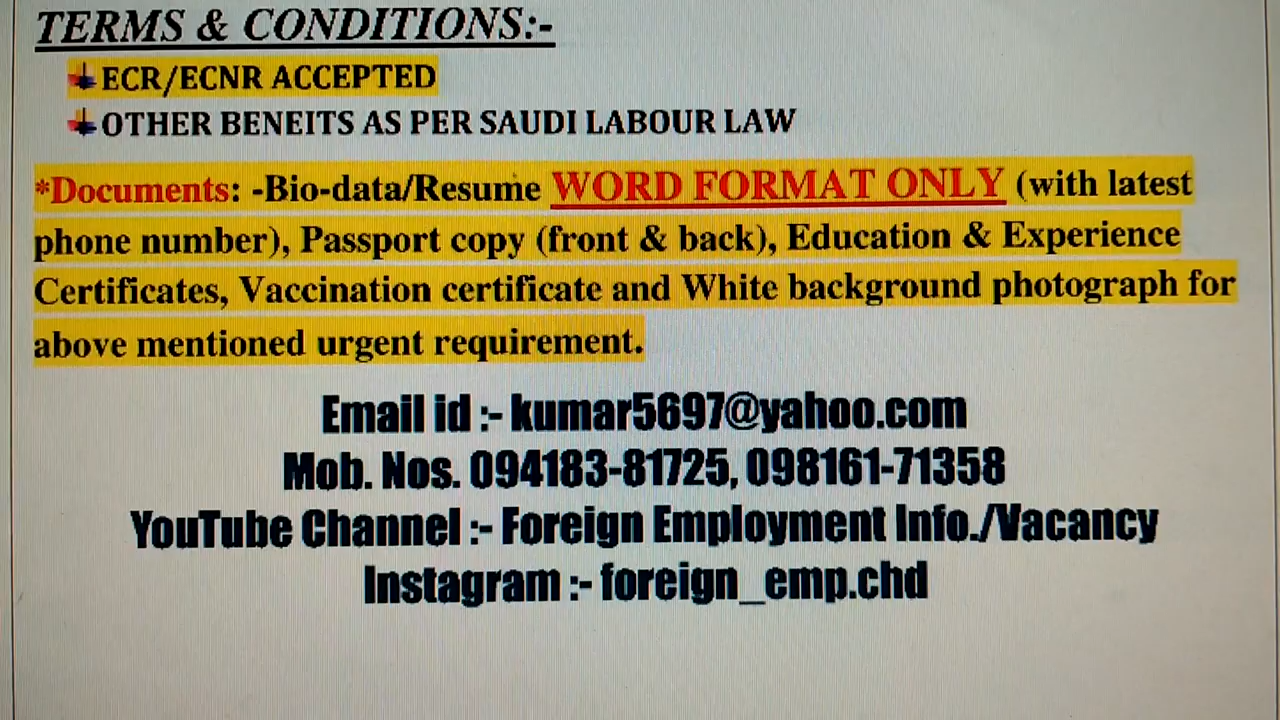 TERMS & CONDITIONS:-
ECR/ECNR ACCEPTED
OTHER BENEITS AS PER SAUDI LABOUR LAW
*Documents: -Bio-data/Resume WORD FORMAT ONLY (with latest
phone number), Passport copy (front & back), Education & Experience
Certificates, Vaccination certificate and White background photograph for
above mentioned urgent requirement.
Email id :- kumar5697@yahoo.com
Mob. Nos. 094183-81725, 098161-71358
YouTube Channel :- Foreign Employment Info./Vacancy
Instagram :- foreign_emp.chd